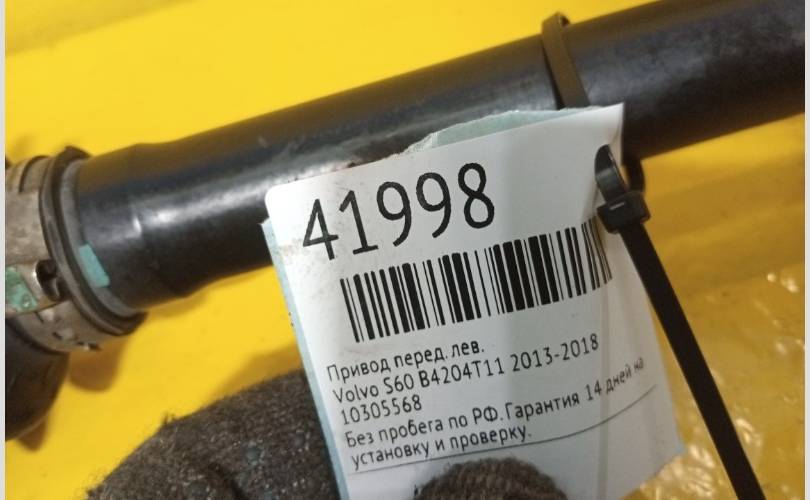 41998
Привод перед. лев.
Volvo S60 B4204T11 2013-2018
10305568
Без пробега по РФ. Гарантия 14 дней на
установку и проверку.